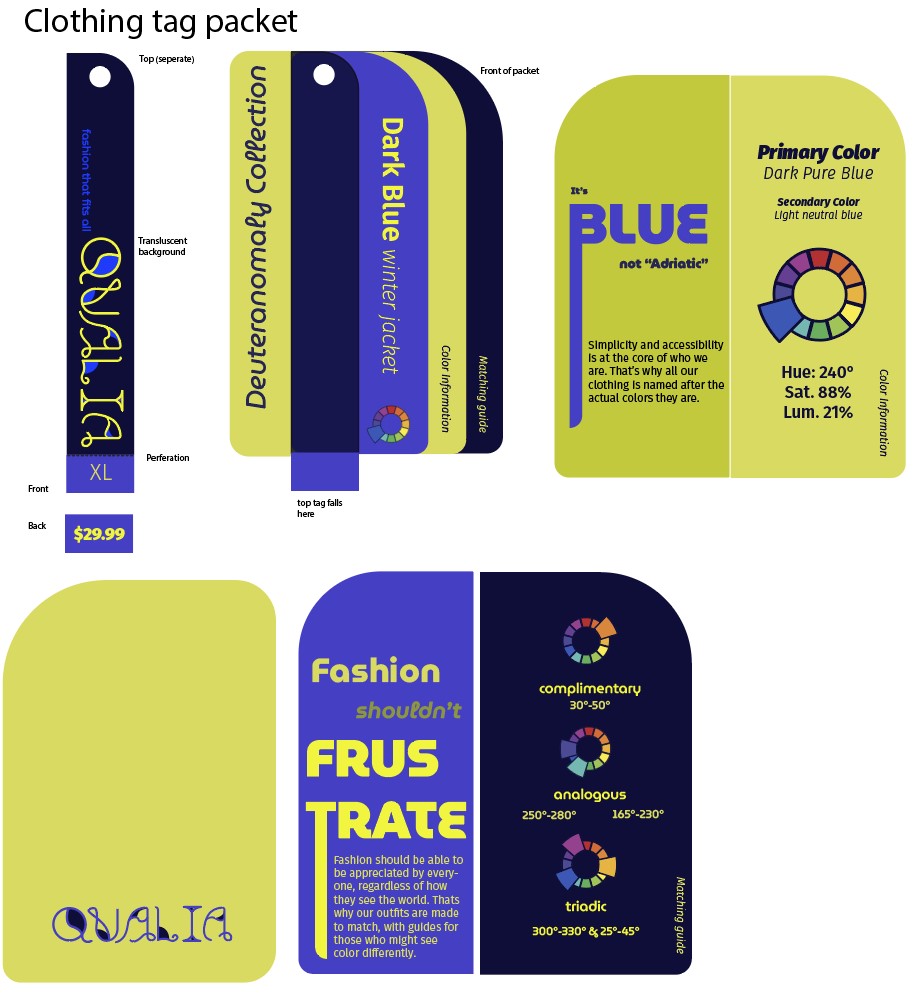 Clothing tag packet
Top (seperate)
fashion that fits all
QUALIA
Transluscent
background
Perferation
XL
Front
Back
$29.99
Deuteranomaly Collection
Dark Blue winter jacket
Color Information
Matching guide
Front of packet
top tag falls
here
It's
BLUE
not “Adriatic”
Simplicity and accessibility
is at the core of who we
are. That's why all our
clothing is named after the
actual colors they are.
Primary Color
Dark Pure Blue
Secondary Color
Light neutral blue
Hue: 240°
Sat. 88%
Lum. 21%
Color Information
QUALIA
Fashion
shouldn't
FRUS
TRATE
Fashion should be able to
be appreciated by every-
one, regardless of how
they see the world. Thats
why our outfits are made
to match, with guides for
those who might see
color differently.
complimentary
30°-50°
analogous
250°-280° 165°-230°
triadic
300°-330° & 25°-45°
Matching guide